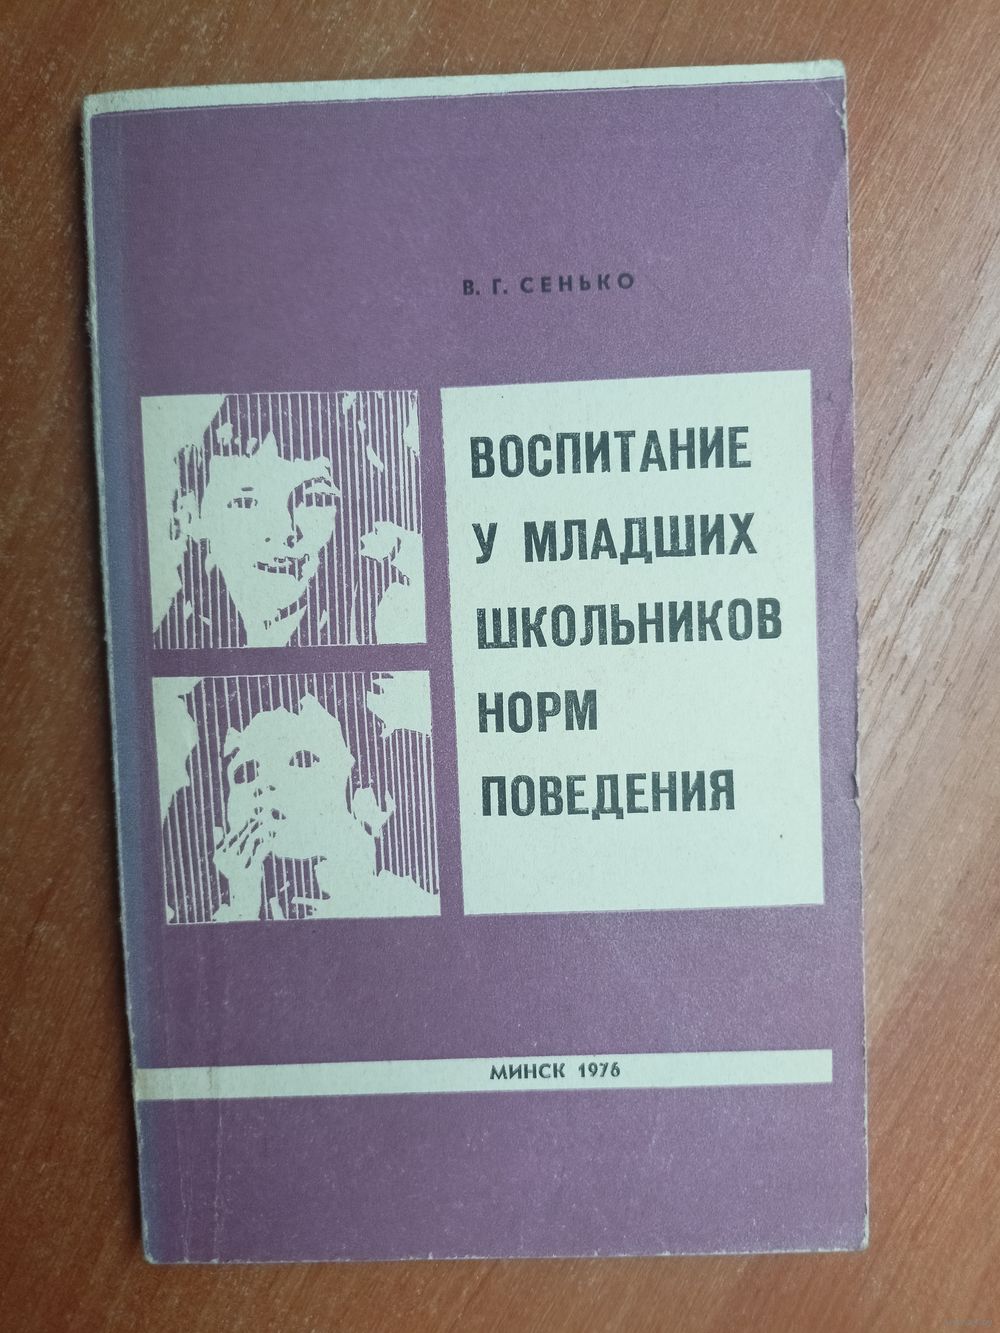 В. Г. СЕНЬКО
ВОСПИТАНИЕ
У МЛАДШИХ
ШКОЛЬНИКОВ
НОРМ
ПОВЕДЕНИЯ
МИНСК 1976